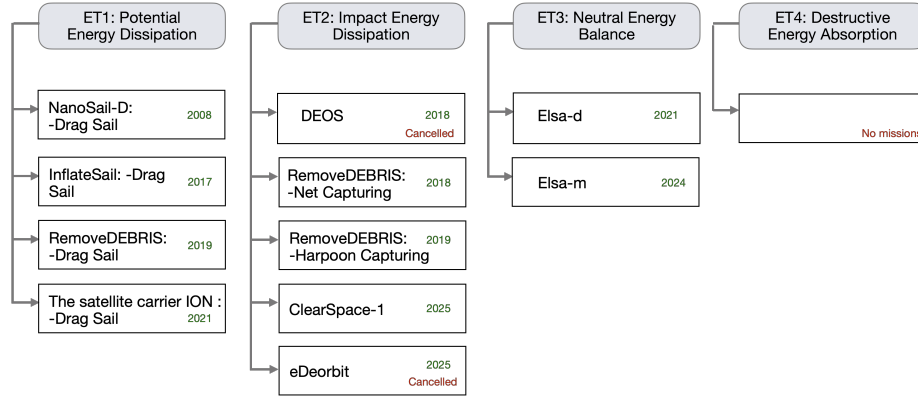 ET1: Potential
Energy Dissipation
NanoSail-D:
-Drag Sail
2008
InflateSail: -Drag
Sail
2017
RemoveDEBRIS:
-Drag Sail
2019
The satellite carrier ION :
-Drag Sail
2021
ET2: Impact Energy
Dissipation
DEOS
2018
Cancelled
RemoveDEBRIS:
-Net Capturing
2018
RemoveDEBRIS:
-Harpoon Capturing
2019
ClearSpace-1
2025
eDeorbit
2025
Cancelled
ET3: Neutral Energy
Balance
Elsa-d
2021
Elsa-m
2024
ET4: Destructive
Energy Absorption
No missions